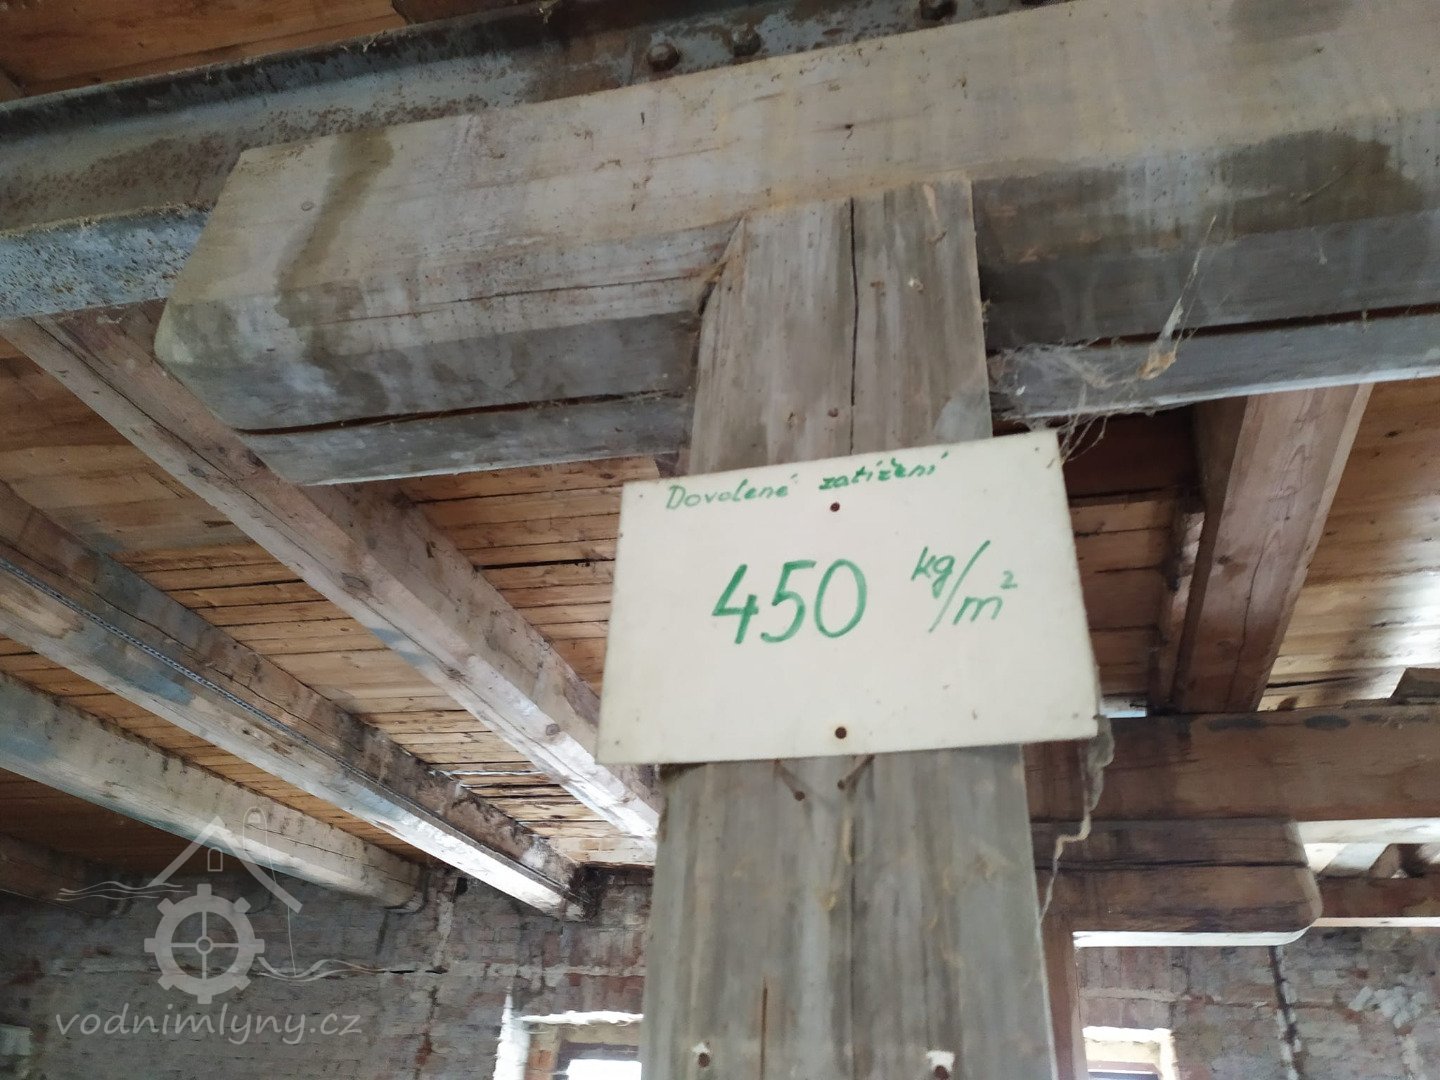 Dovolené zatížení
450 kg/m²
vodnimlyny.cz